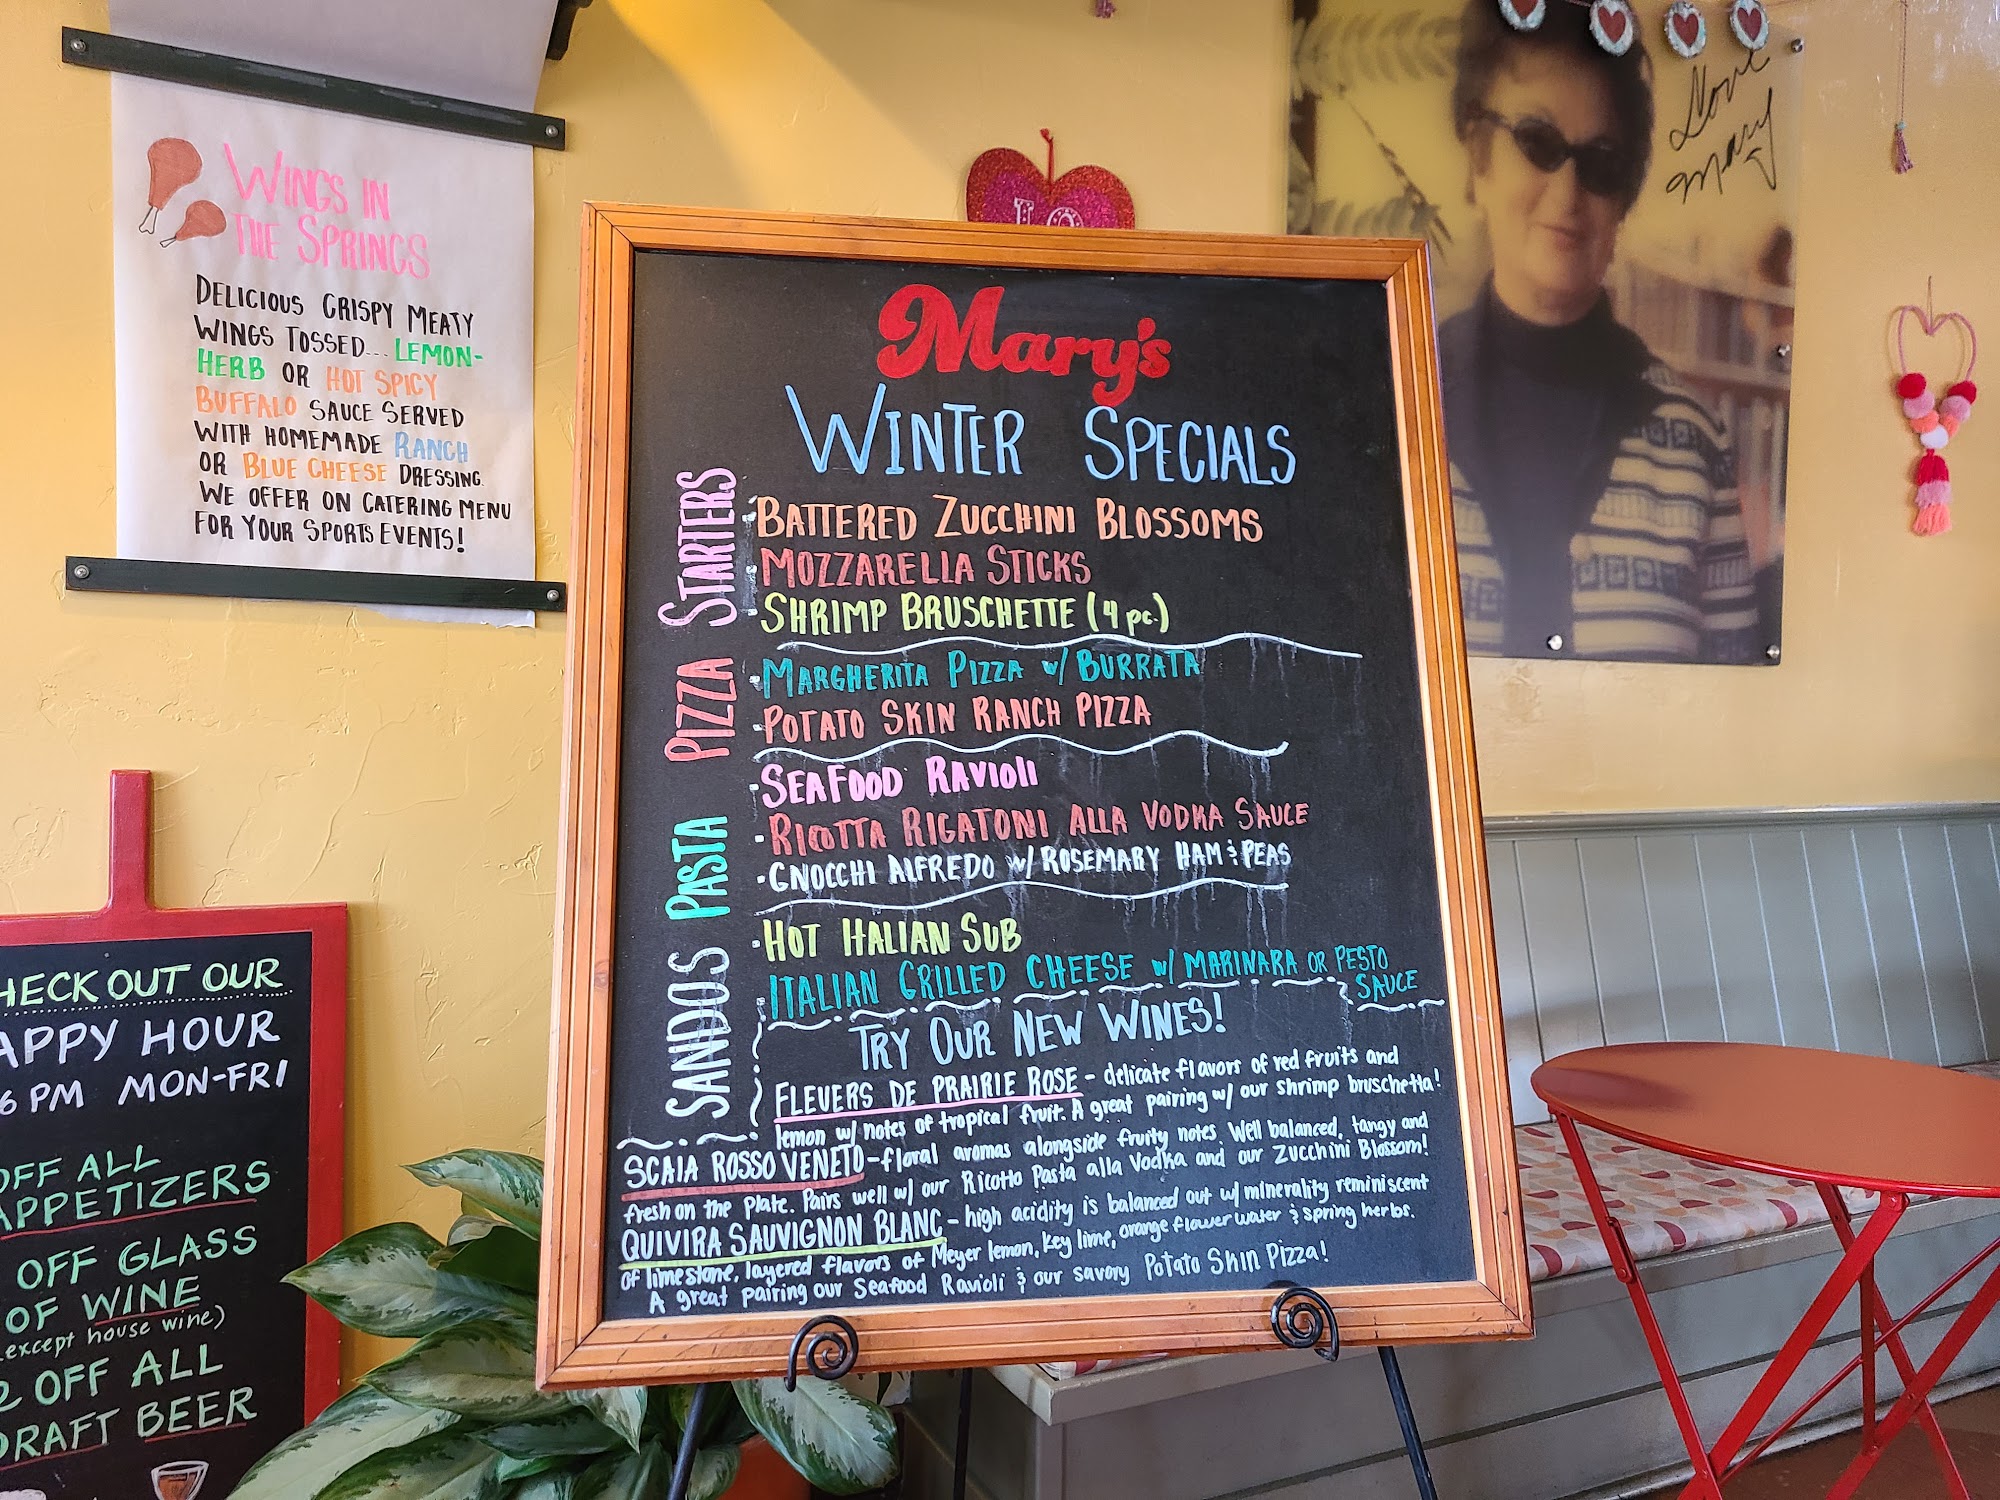 WINGS IN
THE SPRINGS
DELICIOUS CRISPY MEATY
WINGS TOSSED... LEMON-
HERB OR HOT SPICY
BUFFALO SAUCE SERVED
WITH HOMEMADE RANCH
OR BLUE CHEESE DRESSING.
WE OFFER ON CATERING MENU
FOR YOUR SPORTS EVENTS!
Love
Mary
Mary's
WINTER SPECIALS
STARTERS
BATTERED ZUCCHINI BLOSSOMS
MOZZARELLA STICKS
SHRIMP BRUSCHETTE (4 pc.)
PIZZA
MARGHERITA PIZZA w/ BURRATA
POTATO SKIN RANCH PIZZA
PASTA
SEAFOOD RAVIOLI
RICOTTA RIGATONI ALLA VODKA SAUCE
GNOCCHI ALFREDO w/ ROSEMARY HAM & PEAS
SANDOS
HOT ITALIAN SUB
ITALIAN GRILLED CHEESE w/ MARINARA OR PESTO
SAUCE
TRY OUR NEW WINES!
FLEUERS DE PRAIRIE ROSE - delicate flavors of red fruits and
lemon w/ notes of tropical fruit. A great pairing w/ our shrimp bruschetta!
SCAIA ROSSO VENETO - floral aromas alongside fruity notes. Well balanced, tangy and
fresh on the plate. Pairs well w/ our Ricotta Pasta alla Vodka and our Zucchini Blossom!
QUIVIRA SAUVIGNON BLANC - high acidity is balanced out w/ minerality reminiscent
of limestone, layered flavors of Meyer lemon, key lime, orange flower water & spring herbs.
A great pairing our Seafood Ravioli & our savory Potato Skin Pizza!
HECK OUT OUR
APPY HOUR
6 PM MON-FRI
OFF ALL
APPETIZERS
OFF GLASS
OF WINE
(except house wine)
2 OFF ALL
DRAFT BEER